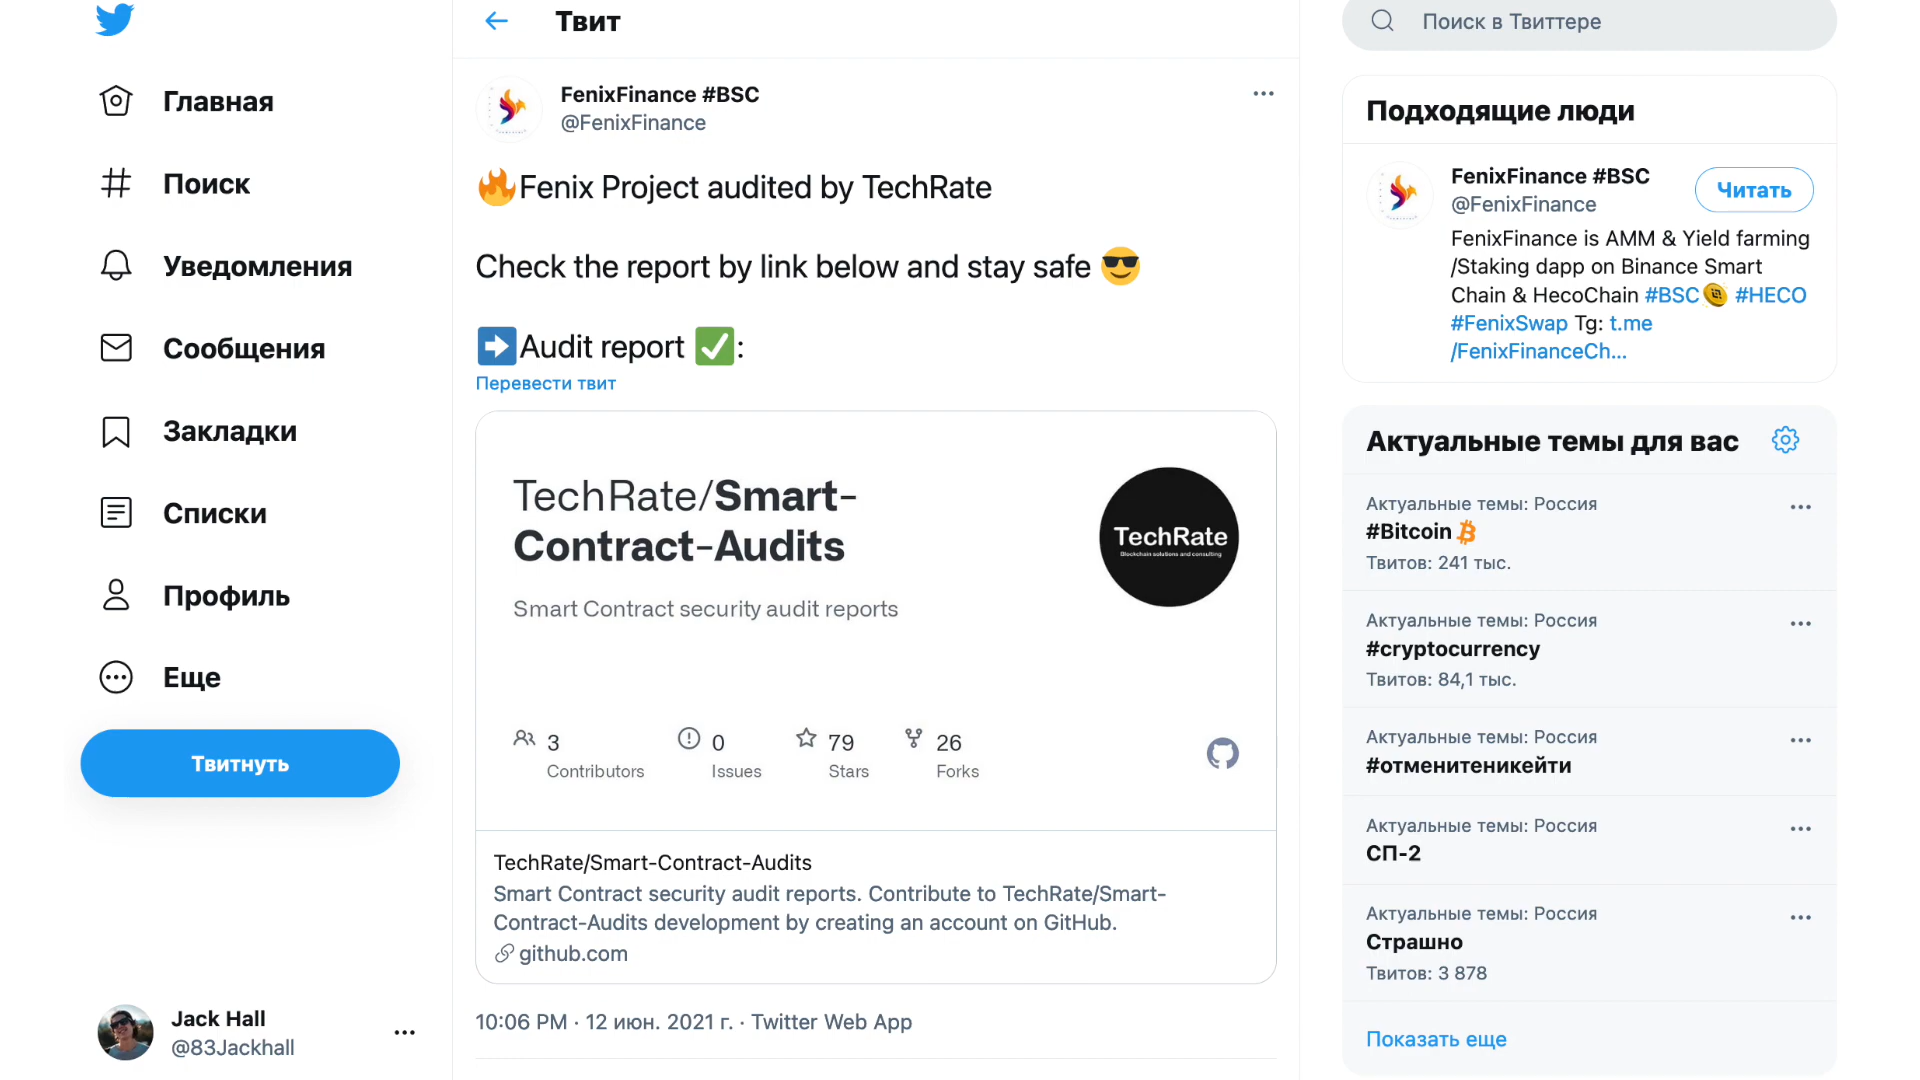 Твит
Поиск в Твиттере
Главная
Поиск
Уведомления
Сообщения
Закладки
Списки
Профиль
Еще
Твитнуть
Jack Hall
@83Jackhall
FenixFinance #BSC
@FenixFinance
🔥Fenix Project audited by TechRate
Check the report by link below and stay safe 😎
➡️Audit report ✅:
Перевести твит
TechRate/Smart-
Contract-Audits
Smart Contract security audit reports
TechRate
Blockchain solutions and consulting
3
Contributors
0
Issues
79
Stars
26
Forks
TechRate/Smart-Contract-Audits
Smart Contract security audit reports. Contribute to TechRate/Smart-
Contract-Audits development by creating an account on GitHub.
github.com
10:06 PM · 12 июн. 2021 г. · Twitter Web App
Подходящие люди
FenixFinance #BSC
@FenixFinance
Читать
FenixFinance is AMM & Yield farming
/Staking dapp on Binance Smart
Chain & HecoChain #BSC #HECO
#FenixSwap Tg: t.me
/FenixFinanceCh...
Актуальные темы для вас
Актуальные темы: Россия
#Bitcoin
Твитов: 241 тыс.
Актуальные темы: Россия
#cryptocurrency
Твитов: 84,1 тыс.
Актуальные темы: Россия
#отменитеникейти
Актуальные темы: Россия
СП-2
Актуальные темы: Россия
Страшно
Твитов: 3 878
Показать еще